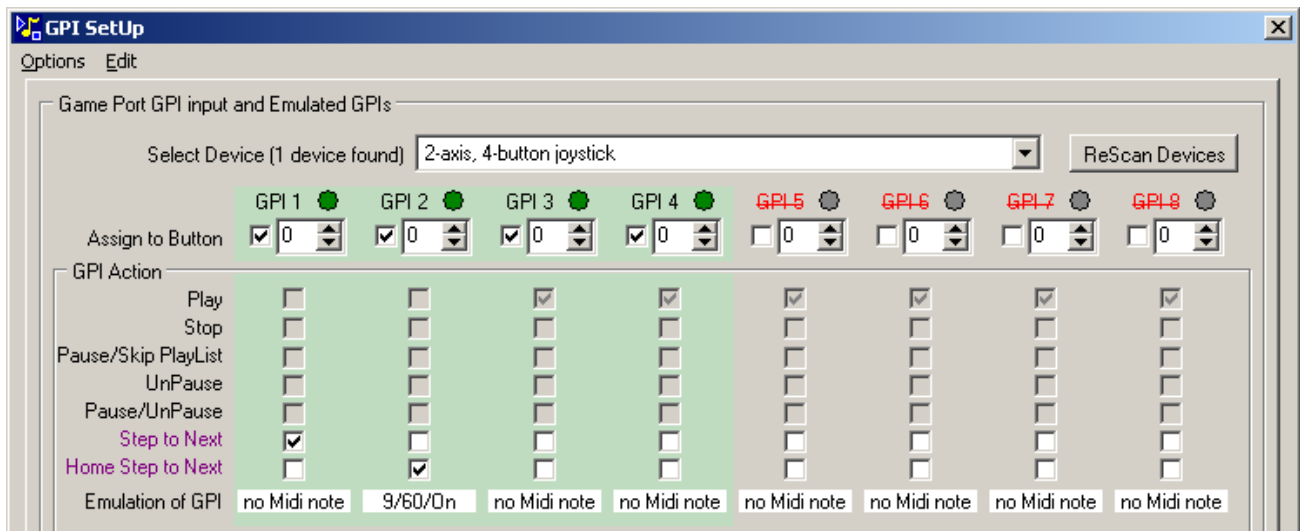 GPI SetUp
Options Edit
Game Port GPI input and Emulated GPIs
Select Device (1 device found) 2-axis, 4-button joystick ReScan Devices
GPI 1 GPI 2 GPI 3 GPI 4 GPI 5 GPI 6 GPI 7 GPI 8
Assign to Button 0 0 0 0 0 0 0 0
GPI Action
Play
Stop
Pause/Skip PlayList
UnPause
Pause/UnPause
Step to Next
Home Step to Next
Emulation of GPI no Midi note 9/60/On no Midi note no Midi note no Midi note no Midi note no Midi note no Midi note